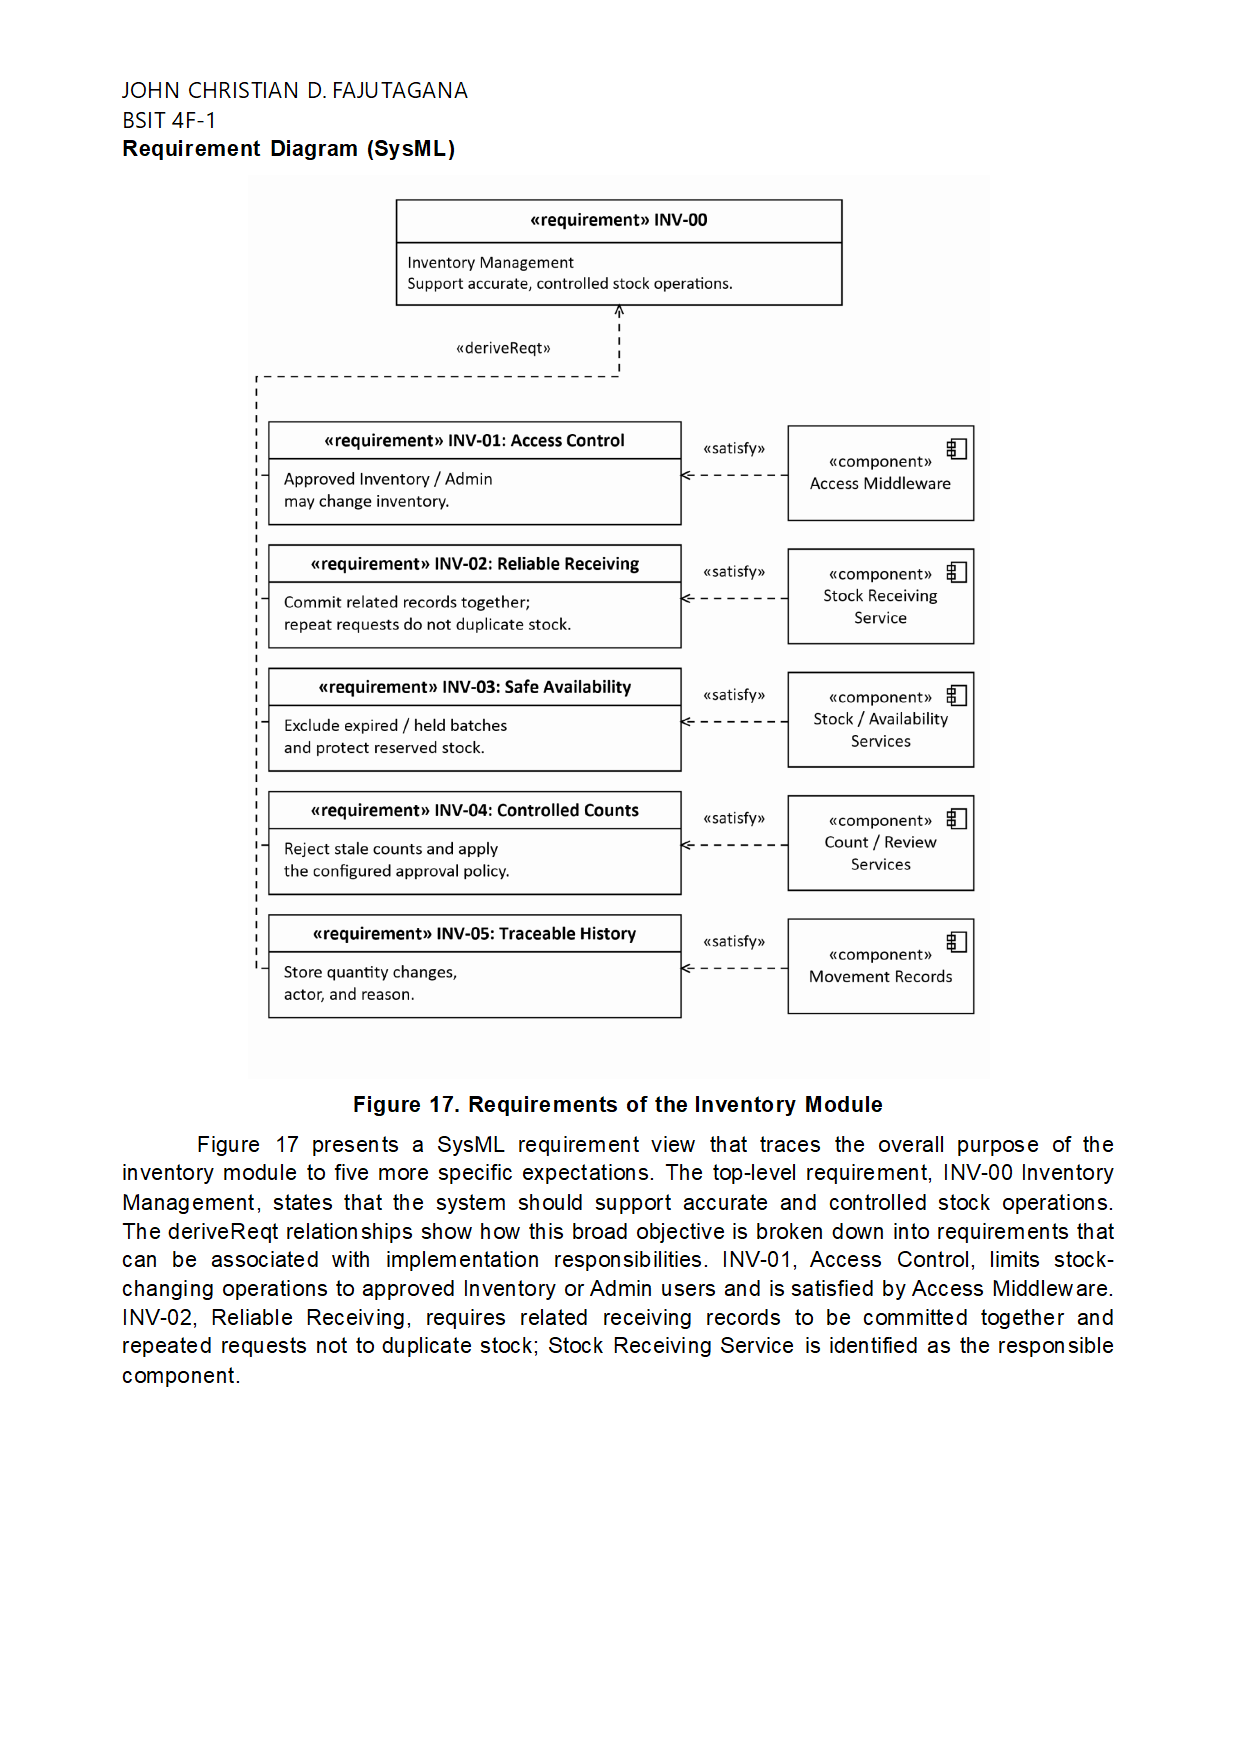 JOHN CHRISTIAN D. FAJUTAGANA
BSIT 4F-1
Requirement Diagram (SysML)
«requirement» INV-00
Inventory Management
Support accurate, controlled stock operations.
«deriveReqt»
«requirement» INV-01: Access Control
Approved Inventory / Admin
may change inventory.
«satisfy»
«component»
Access Middleware
«requirement» INV-02: Reliable Receiving
Commit related records together;
repeat requests do not duplicate stock.
«satisfy»
«component»
Stock Receiving
Service
«requirement» INV-03: Safe Availability
Exclude expired / held batches
and protect reserved stock.
«satisfy»
«component»
Stock / Availability
Services
«requirement» INV-04: Controlled Counts
Reject stale counts and apply
the configured approval policy.
«satisfy»
«component»
Count / Review
Services
«requirement» INV-05: Traceable History
Store quantity changes,
actor, and reason.
«satisfy»
«component»
Movement Records
Figure 17. Requirements of the Inventory Module
Figure 17 presents a SysML requirement view that traces the overall purpose of the
inventory module to five more specific expectations. The top-level requirement, INV-00 Inventory
Management, states that the system should support accurate and controlled stock operations.
The deriveReqt relationships show how this broad objective is broken down into requirements that
can be associated with implementation responsibilities. INV-01, Access Control, limits stock-
changing operations to approved Inventory or Admin users and is satisfied by Access Middleware.
INV-02, Reliable Receiving, requires related receiving records to be committed together and
repeated requests not to duplicate stock; Stock Receiving Service is identified as the responsible
component.